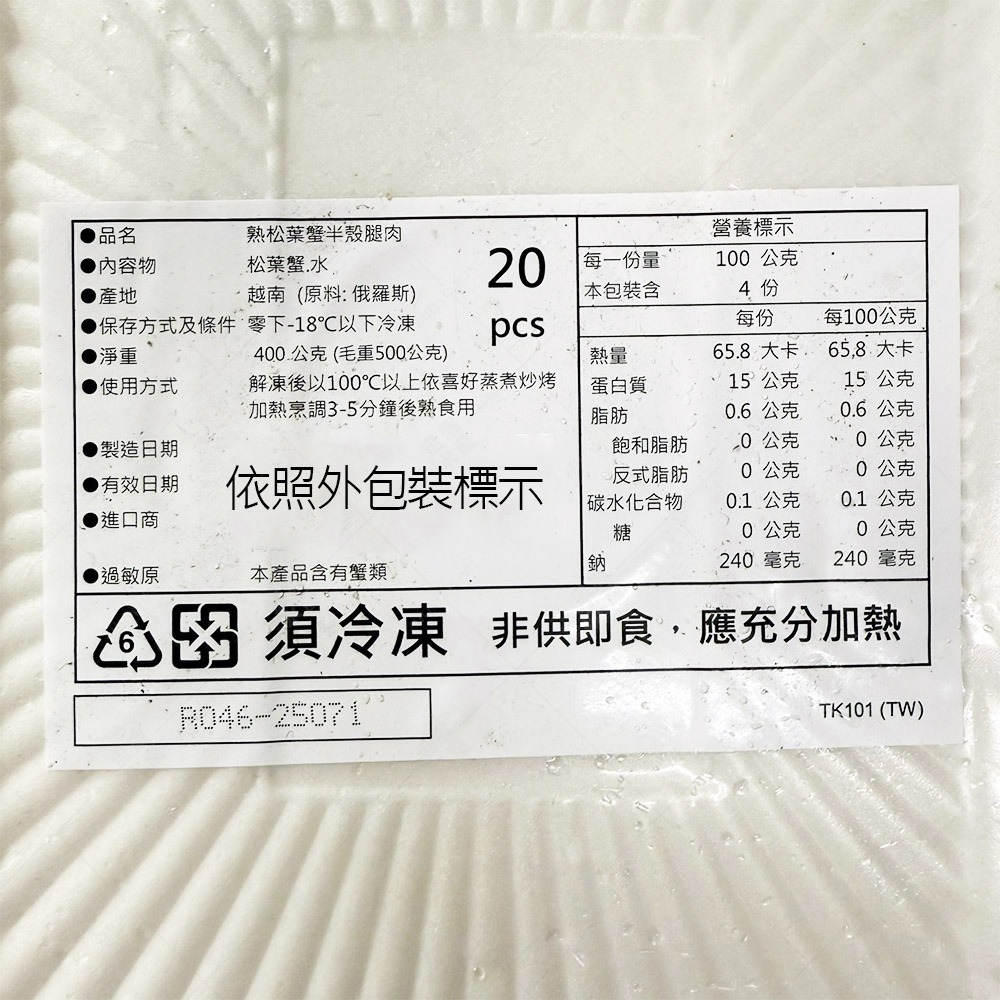 ●品名 熟松葉蟹半殼腿肉
●內容物 松葉蟹.水
●產地 越南 (原料: 俄羅斯)
●保存方式及條件 零下-18℃以下冷凍
●淨重 400.公克 (毛重500公克)
●使用方式 解凍後以100℃以上依喜好蒸煮炒烤
加熱烹調3-5分鐘後熟食用
20
pcs
●製造日期
●有效日期 依照外包裝標示
●進口商
●過敏原 本產品含有蟹類
營養標示
每一份量 100 公克
本包裝含 4 份
每份 每100公克
熱量 65.8 大卡 65.8 大卡
蛋白質 15 公克 15 公克
脂肪 0.6 公克 0.6 公克
飽和脂肪 0 公克 0 公克
反式脂肪 0 公克 0 公克
碳水化合物 0.1 公克 0.1 公克
糖 0 公克 0 公克
鈉 240 毫克 240 毫克
6 須冷凍 非供即食，應充分加熱
R046-25071
TK101 (TW)